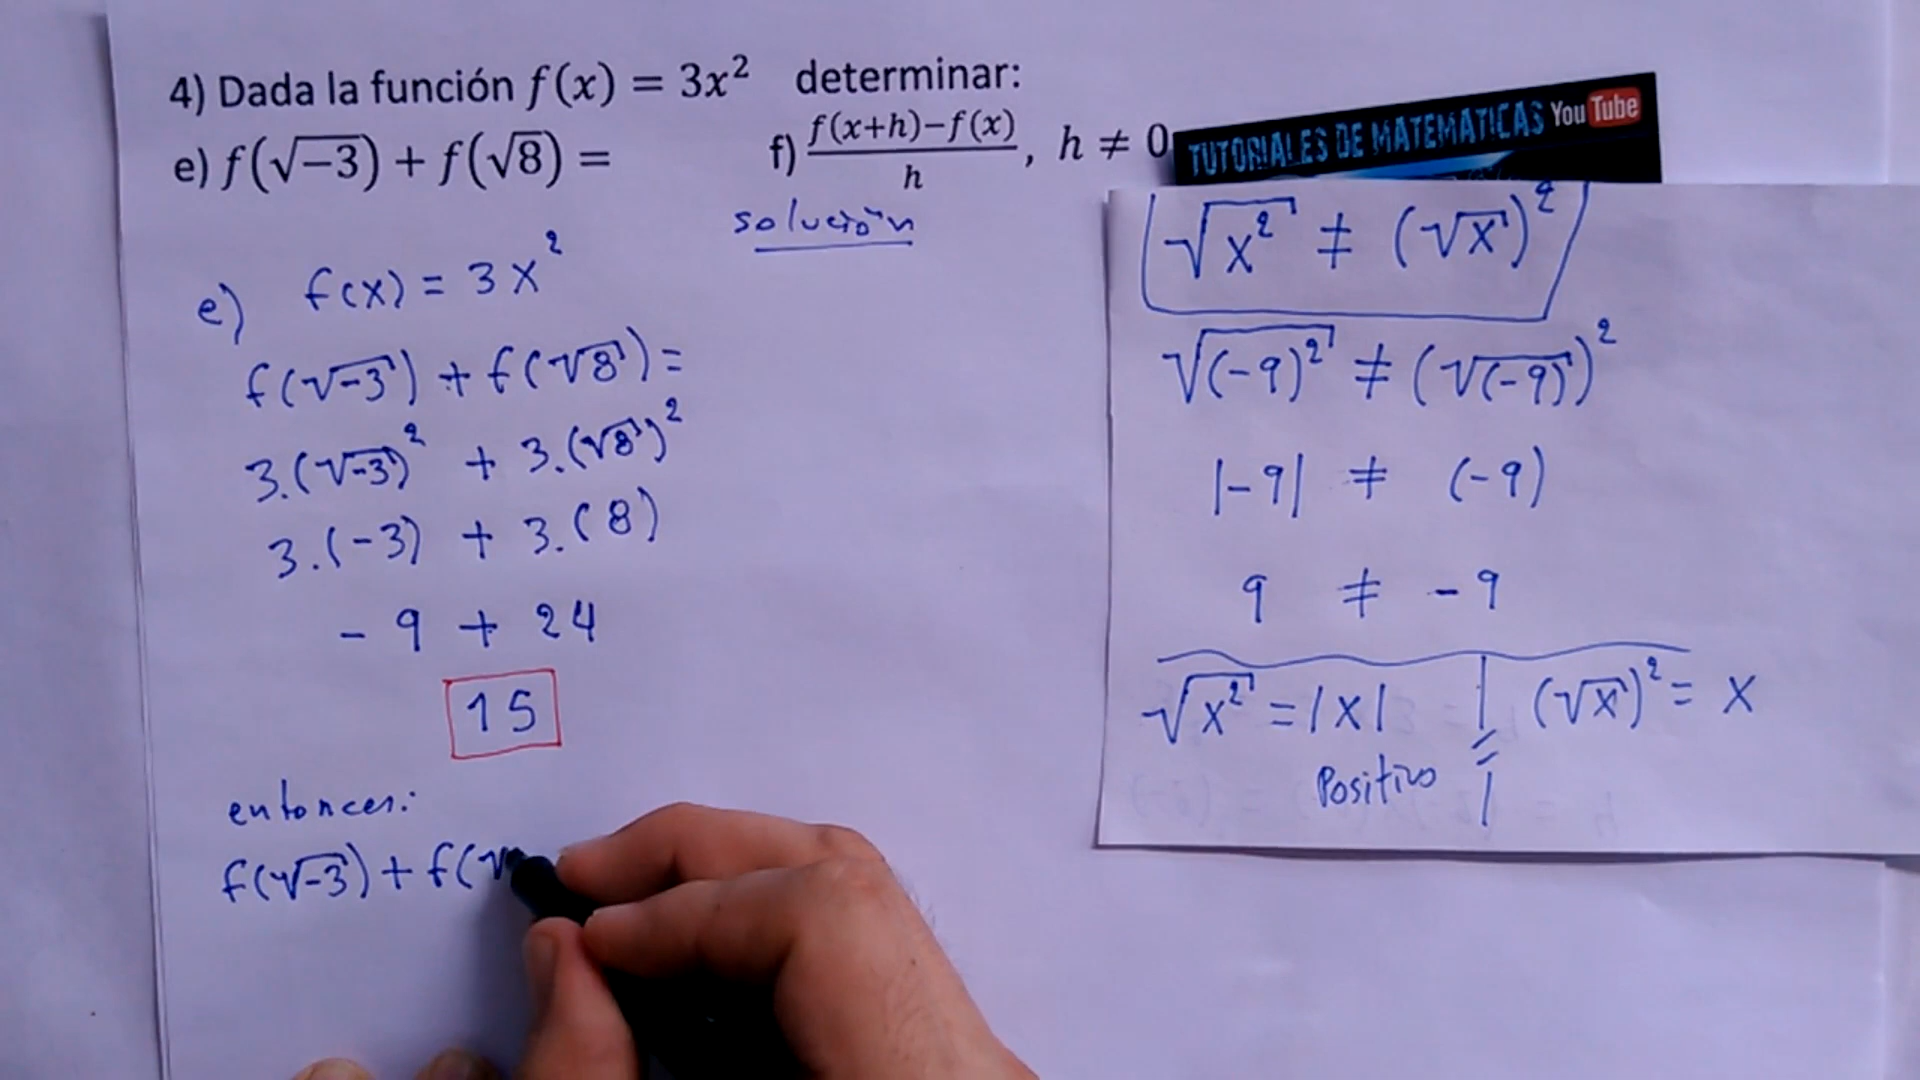 4) Dada la función f(x) = 3x² determinar:
e) f(√-3) + f(√8) =
f) f(x+h)−f(x) / h , h ≠ 0
TUTORIALES DE MATEMATICAS YouTube
solución
e) f(x) = 3x²
f(√-3) + f(√8) =
3.(√-3)² + 3.(√8)²
3.(-3) + 3.(8)
- 9 + 24
15
entonces:
f(√-3) + f(√
√x² ≠ (√x)²
√(-9)² ≠ (√(-9))²
|-9| ≠ (-9)
9 ≠ -9
√x² = |x| | (√x)² = x
Positivo